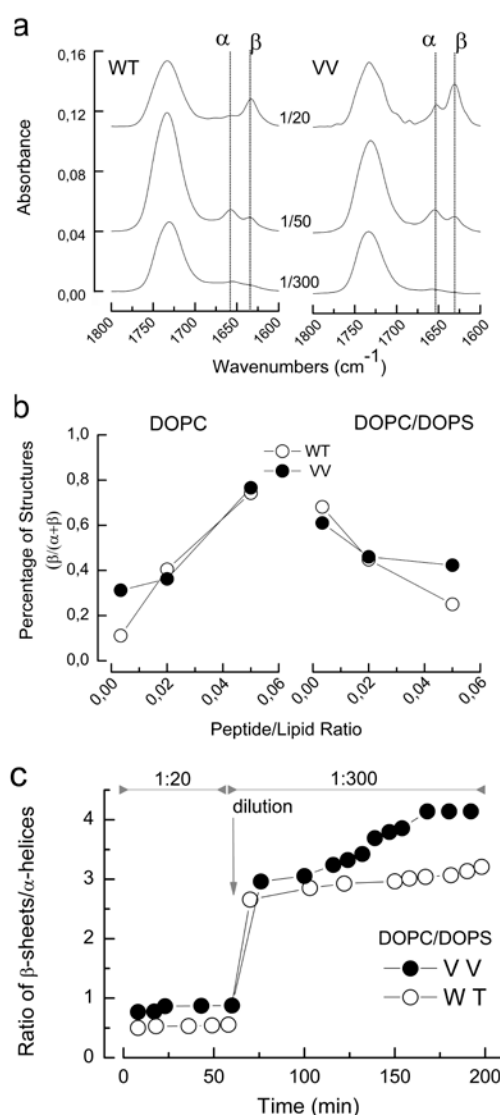 a
α β α β
0,16
WT
VV
0,12
1/20
0,08
1/50
0,04
1/300
0,00
Absorbance
1800 1750 1700 1650 1600 1800 1750 1700 1650 1600
Wavenumbers (cm-1)
b
DOPC DOPC/DOPS
1,0
WT
VV
0,8
0,6
0,4
0,2
0,0
Percentage of Structures
(β/(α+β)
0,00 0,02 0,04 0,06 0,00 0,02 0,04 0,06
Peptide/Lipid Ratio
c
1:20 1:300
dilution
4
3
2
1
0
Ratio of β-sheets/α-helices
DOPC/DOPS
V V
W T
0 50 100 150 200
Time (min)